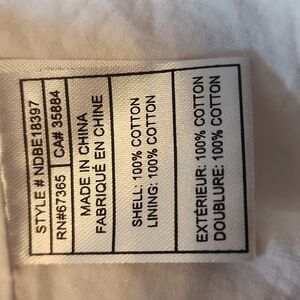 STYLE # NDBE18397
RN#67365 CA# 35884
MADE IN CHINA
FABRIQUÉ EN CHINE
SHELL: 100% COTTON
LINING: 100% COTTON
EXTÉRIEUR: 100% COTTON
DOUBLURE: 100% COTTON